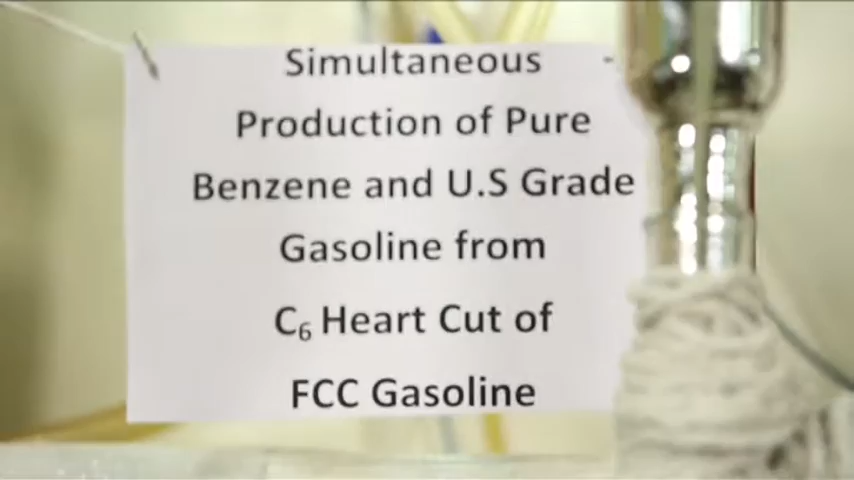 Simultaneous
Production of Pure
Benzene and U.S Grade
Gasoline from
C₆ Heart Cut of
FCC Gasoline